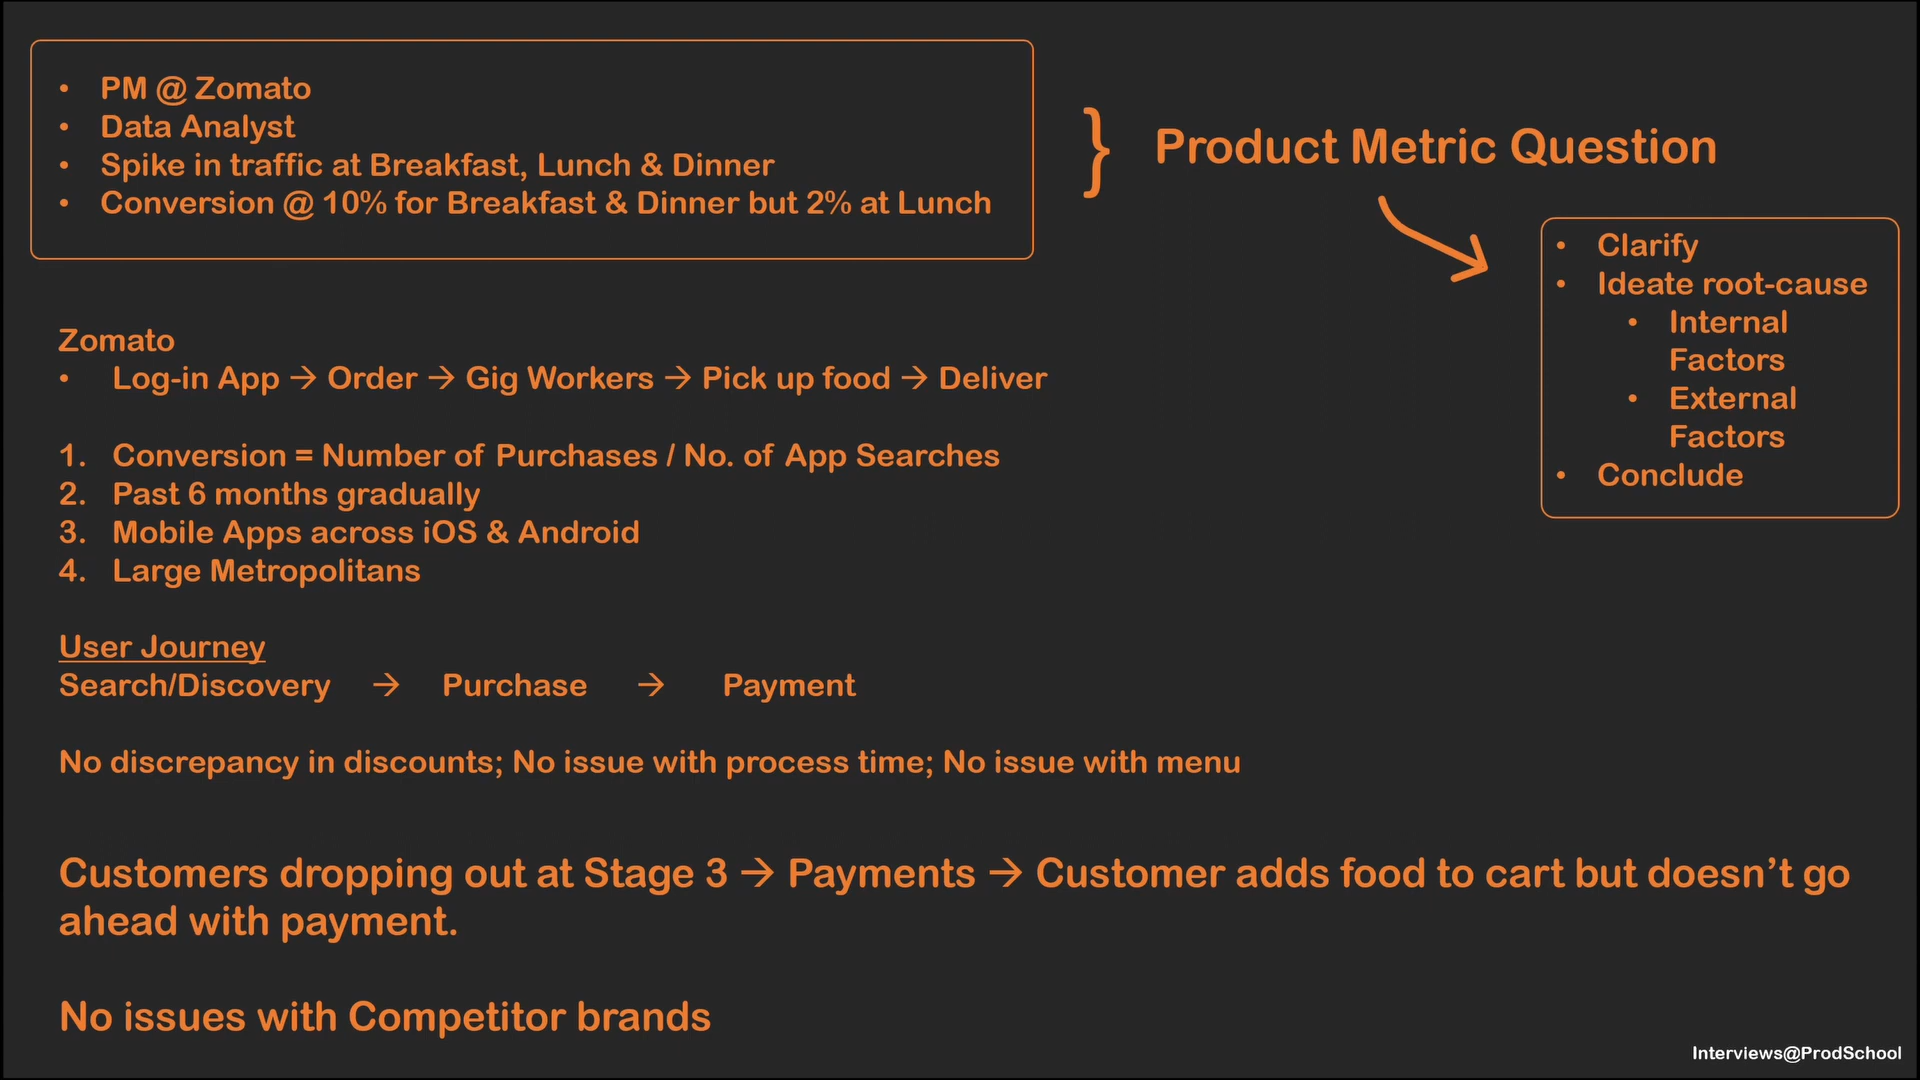 • PM @ Zomato
• Data Analyst
• Spike in traffic at Breakfast, Lunch & Dinner
• Conversion @ 10% for Breakfast & Dinner but 2% at Lunch
} Product Metric Question
• Clarify
• Ideate root-cause
• Internal
Factors
• External
Factors
• Conclude
Zomato
• Log-in App → Order → Gig Workers → Pick up food → Deliver
1. Conversion = Number of Purchases / No. of App Searches
2. Past 6 months gradually
3. Mobile Apps across iOS & Android
4. Large Metropolitans
User Journey
Search/Discovery → Purchase → Payment
No discrepancy in discounts; No issue with process time; No issue with menu
Customers dropping out at Stage 3 → Payments → Customer adds food to cart but doesn’t go
ahead with payment.
No issues with Competitor brands
Interviews@ProdSchool